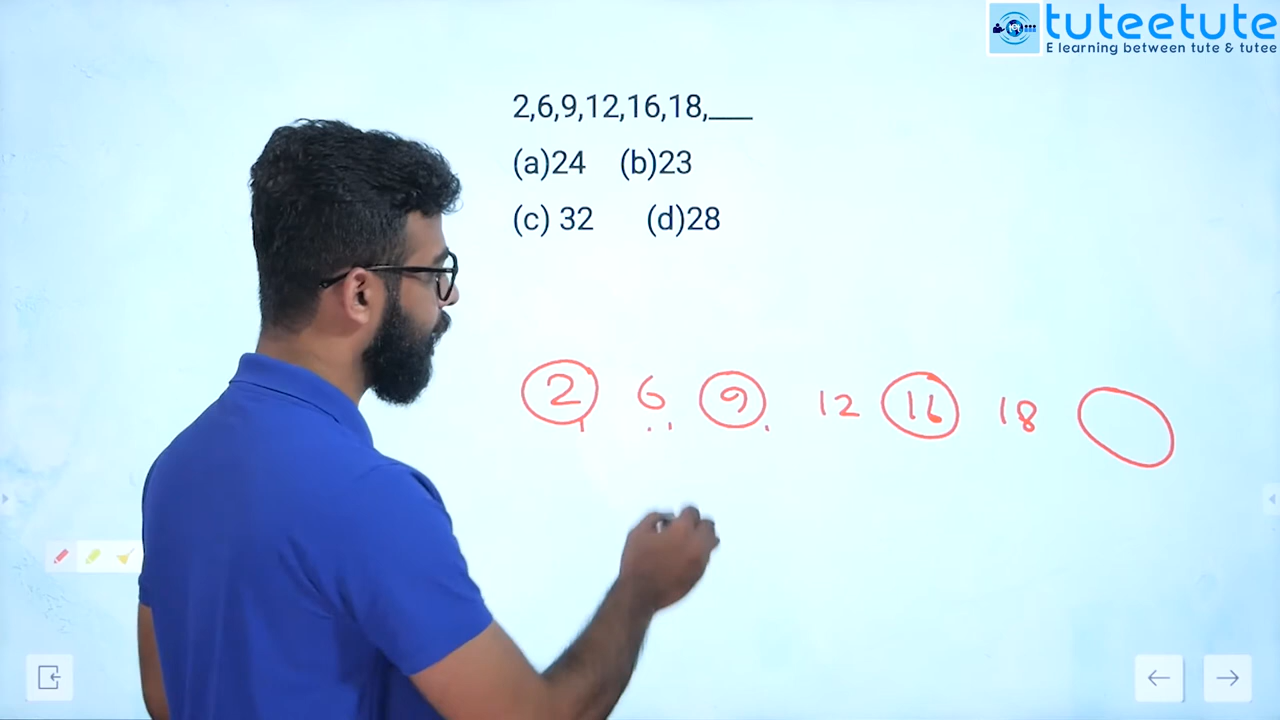 tuteetute
E learning between tute & tutee
2,6,9,12,16,18,___
(a)24 (b)23
(c) 32 (d)28
2 6 9 12 16 18